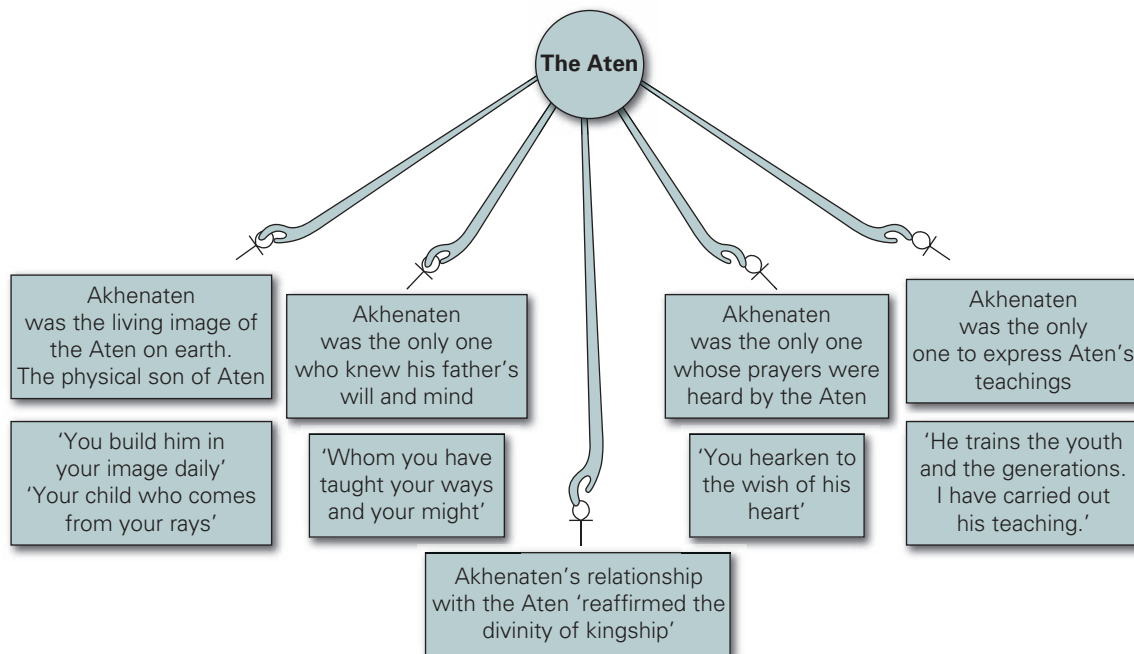 The Aten
Akhenaten
was the living image of
the Aten on earth.
The physical son of Aten
‘You build him in
your image daily’
‘Your child who comes
from your rays’
Akhenaten
was the only one
who knew his father’s
will and mind
‘Whom you have
taught your ways
and your might’
Akhenaten’s relationship
with the Aten ‘reaffirmed the
divinity of kingship’
Akhenaten
was the only one
whose prayers were
heard by the Aten
‘You hearken to
the wish of his
heart’
Akhenaten
was the only
one to express Aten’s
teachings
‘He trains the youth
and the generations.
I have carried out
his teaching.’